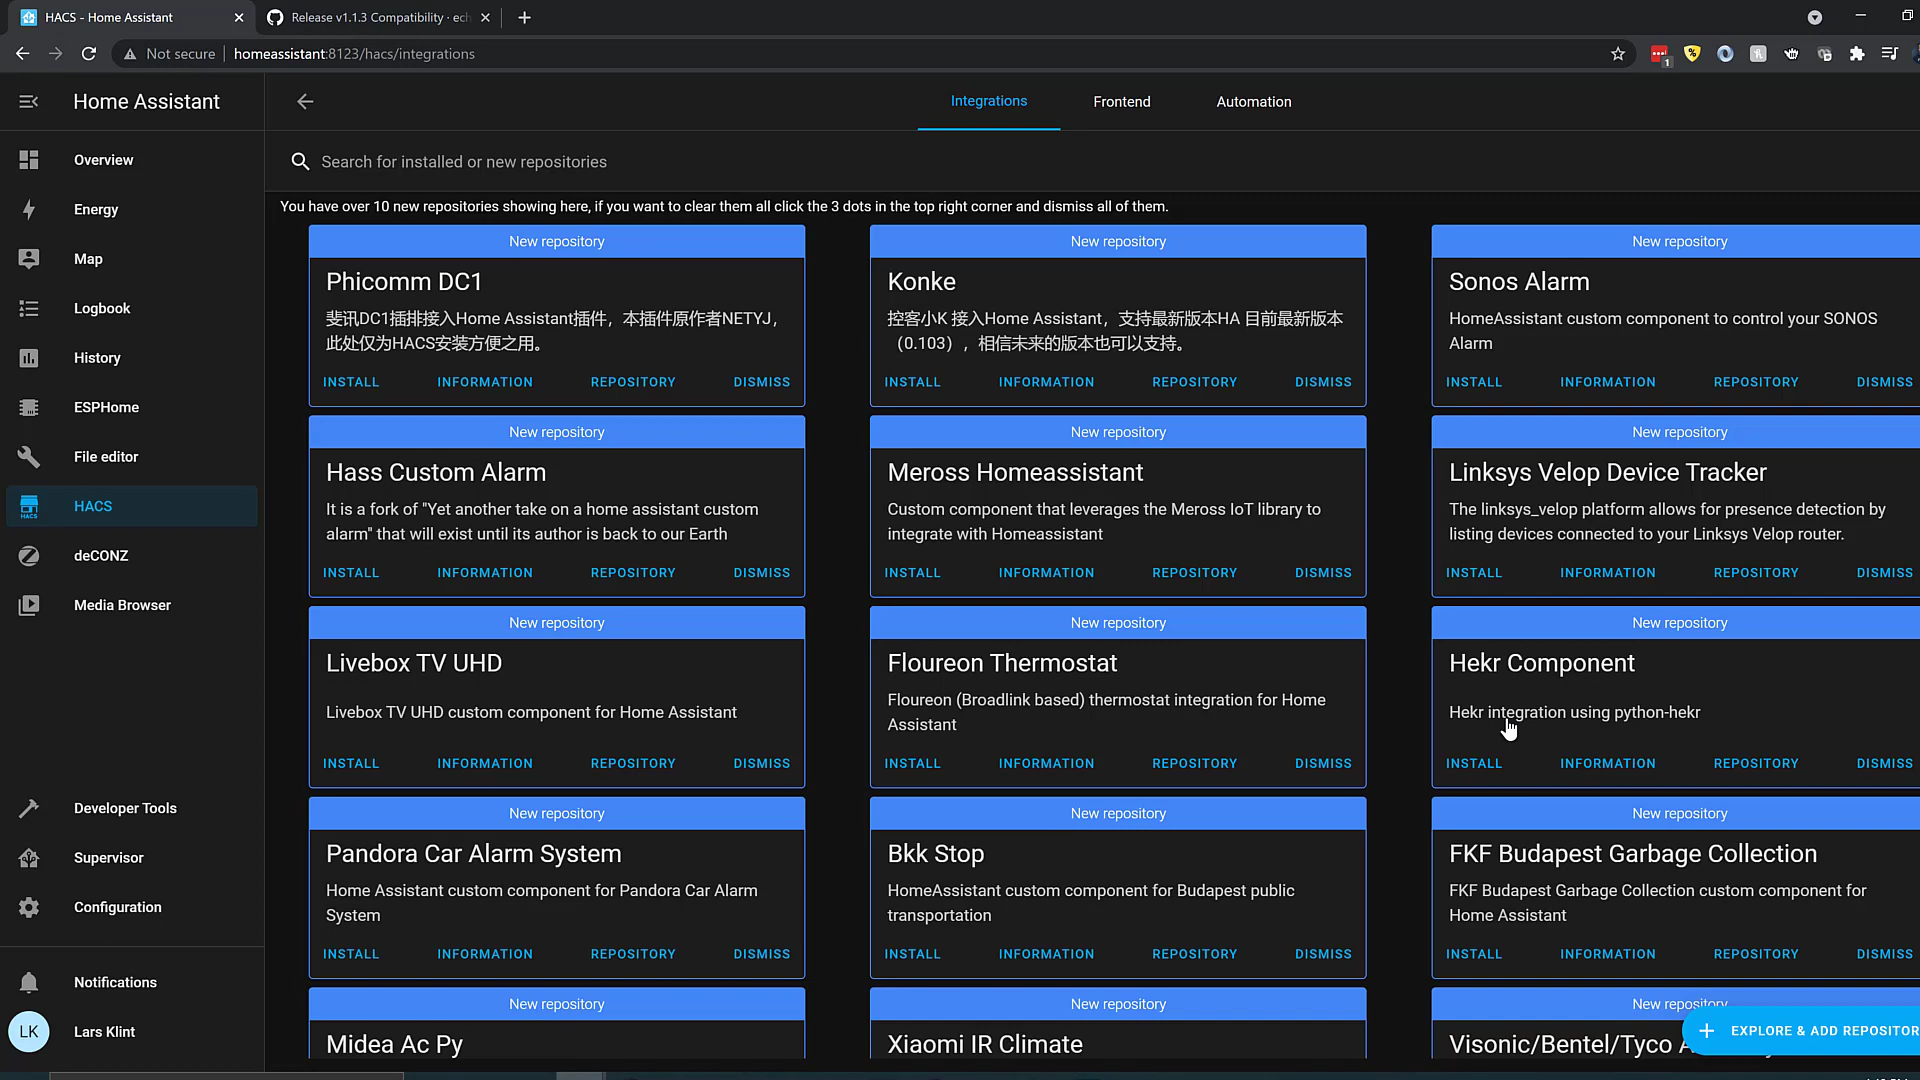 HACS - Home Assistant
Release v1.1.3 Compatibility · ech
Not secure
homeassistant:8123/hacs/integrations
1
Home Assistant
Integrations
Frontend
Automation
Overview
Energy
Map
Logbook
History
ESPHome
File editor
HACS
HACS
deCONZ
Media Browser
Developer Tools
Supervisor
Configuration
Notifications
LK
Lars Klint
Search for installed or new repositories
You have over 10 new repositories showing here, if you want to clear them all click the 3 dots in the top right corner and dismiss all of them.
New repository
Phicomm DC1
斐讯DC1插排接入Home Assistant插件，本插件原作者NETYJ，
此处仅为HACS安装方便之用。
INSTALL
INFORMATION
REPOSITORY
DISMISS
New repository
Konke
控客小K 接入Home Assistant，支持最新版本HA 目前最新版本
（0.103），相信未来的版本也可以支持。
INSTALL
INFORMATION
REPOSITORY
DISMISS
New repository
Sonos Alarm
HomeAssistant custom component to control your SONOS
Alarm
INSTALL
INFORMATION
REPOSITORY
DISMISS
New repository
Hass Custom Alarm
It is a fork of "Yet another take on a home assistant custom
alarm" that will exist until its author is back to our Earth
INSTALL
INFORMATION
REPOSITORY
DISMISS
New repository
Meross Homeassistant
Custom component that leverages the Meross IoT library to
integrate with Homeassistant
INSTALL
INFORMATION
REPOSITORY
DISMISS
New repository
Linksys Velop Device Tracker
The linksys_velop platform allows for presence detection by
listing devices connected to your Linksys Velop router.
INSTALL
INFORMATION
REPOSITORY
DISMISS
New repository
Livebox TV UHD
Livebox TV UHD custom component for Home Assistant
INSTALL
INFORMATION
REPOSITORY
DISMISS
New repository
Floureon Thermostat
Floureon (Broadlink based) thermostat integration for Home
Assistant
INSTALL
INFORMATION
REPOSITORY
DISMISS
New repository
Hekr Component
Hekr integration using python-hekr
INSTALL
INFORMATION
REPOSITORY
DISMISS
New repository
Pandora Car Alarm System
Home Assistant custom component for Pandora Car Alarm
System
INSTALL
INFORMATION
REPOSITORY
DISMISS
New repository
Bkk Stop
HomeAssistant custom component for Budapest public
transportation
INSTALL
INFORMATION
REPOSITORY
DISMISS
New repository
FKF Budapest Garbage Collection
FKF Budapest Garbage Collection custom component for
Home Assistant
INSTALL
INFORMATION
REPOSITORY
DISMISS
New repository
Midea Ac Py
New repository
Xiaomi IR Climate
New repository
Visonic/Bentel/Tyco
EXPLORE & ADD REPOSITOR